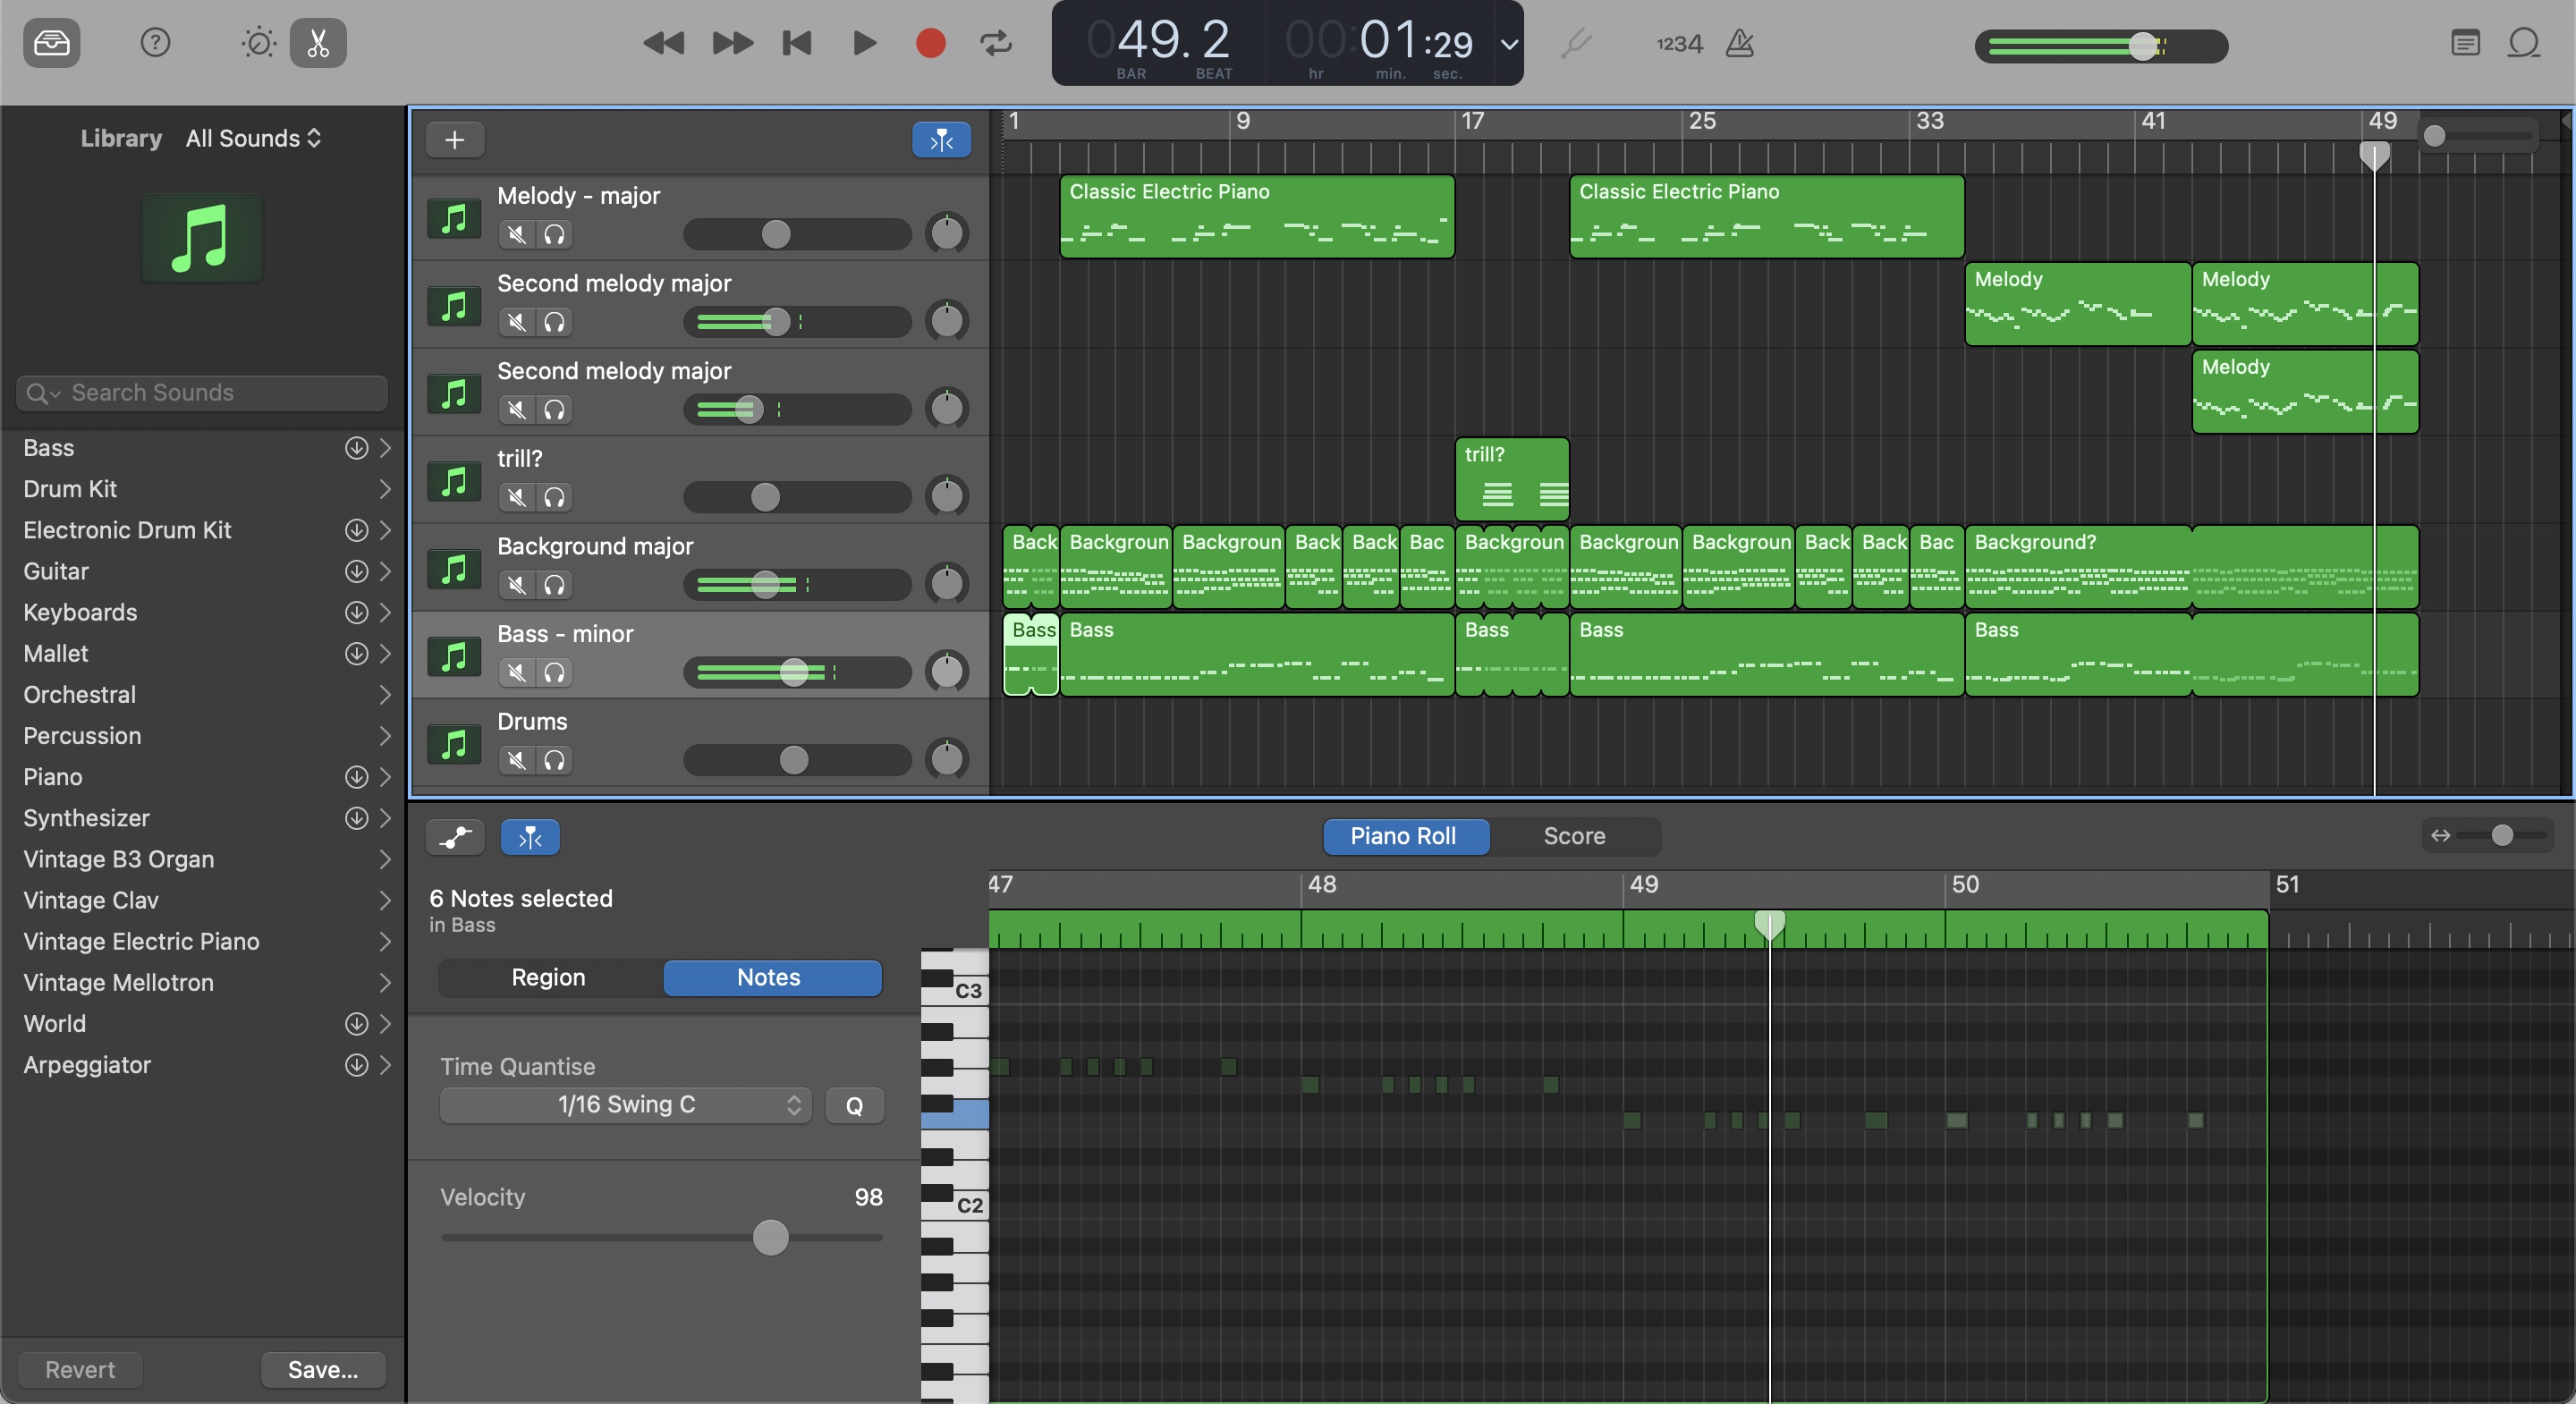 049.2
BAR BEAT
00:01:29
hr min. sec.
1234
Library All Sounds
Search Sounds
Bass
Drum Kit
Electronic Drum Kit
Guitar
Keyboards
Mallet
Orchestral
Percussion
Piano
Synthesizer
Vintage B3 Organ
Vintage Clav
Vintage Electric Piano
Vintage Mellotron
World
Arpeggiator
Revert Save...
1 9 17 25 33 41 49
Melody - major
Classic Electric Piano Classic Electric Piano
Second melody major
Melody Melody
Second melody major
Melody
trill?
trill?
Background major
Back Backgroun Backgroun Back Back Bac Backgroun Backgroun Backgroun Back Back Bac Background?
Bass - minor
Bass Bass Bass Bass Bass
Drums
Piano Roll Score
47 48 49 50 51
6 Notes selected
in Bass
Region Notes
C3
Time Quantise
1/16 Swing C Q
Velocity 98
C2